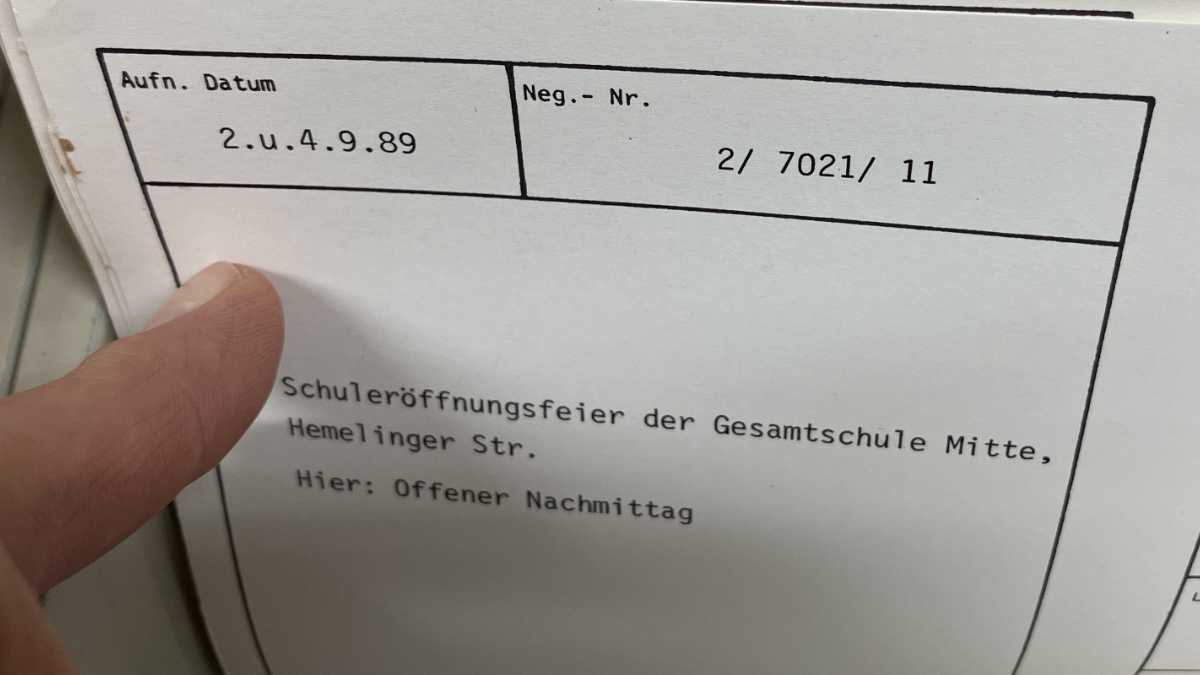 Aufn. Datum
Neg.- Nr.
2.u.4.9.89
2/ 7021/ 11
Schuleröffnungsfeier der Gesamtschule Mitte,
Hemelinger Str.
Hier: Offener Nachmittag